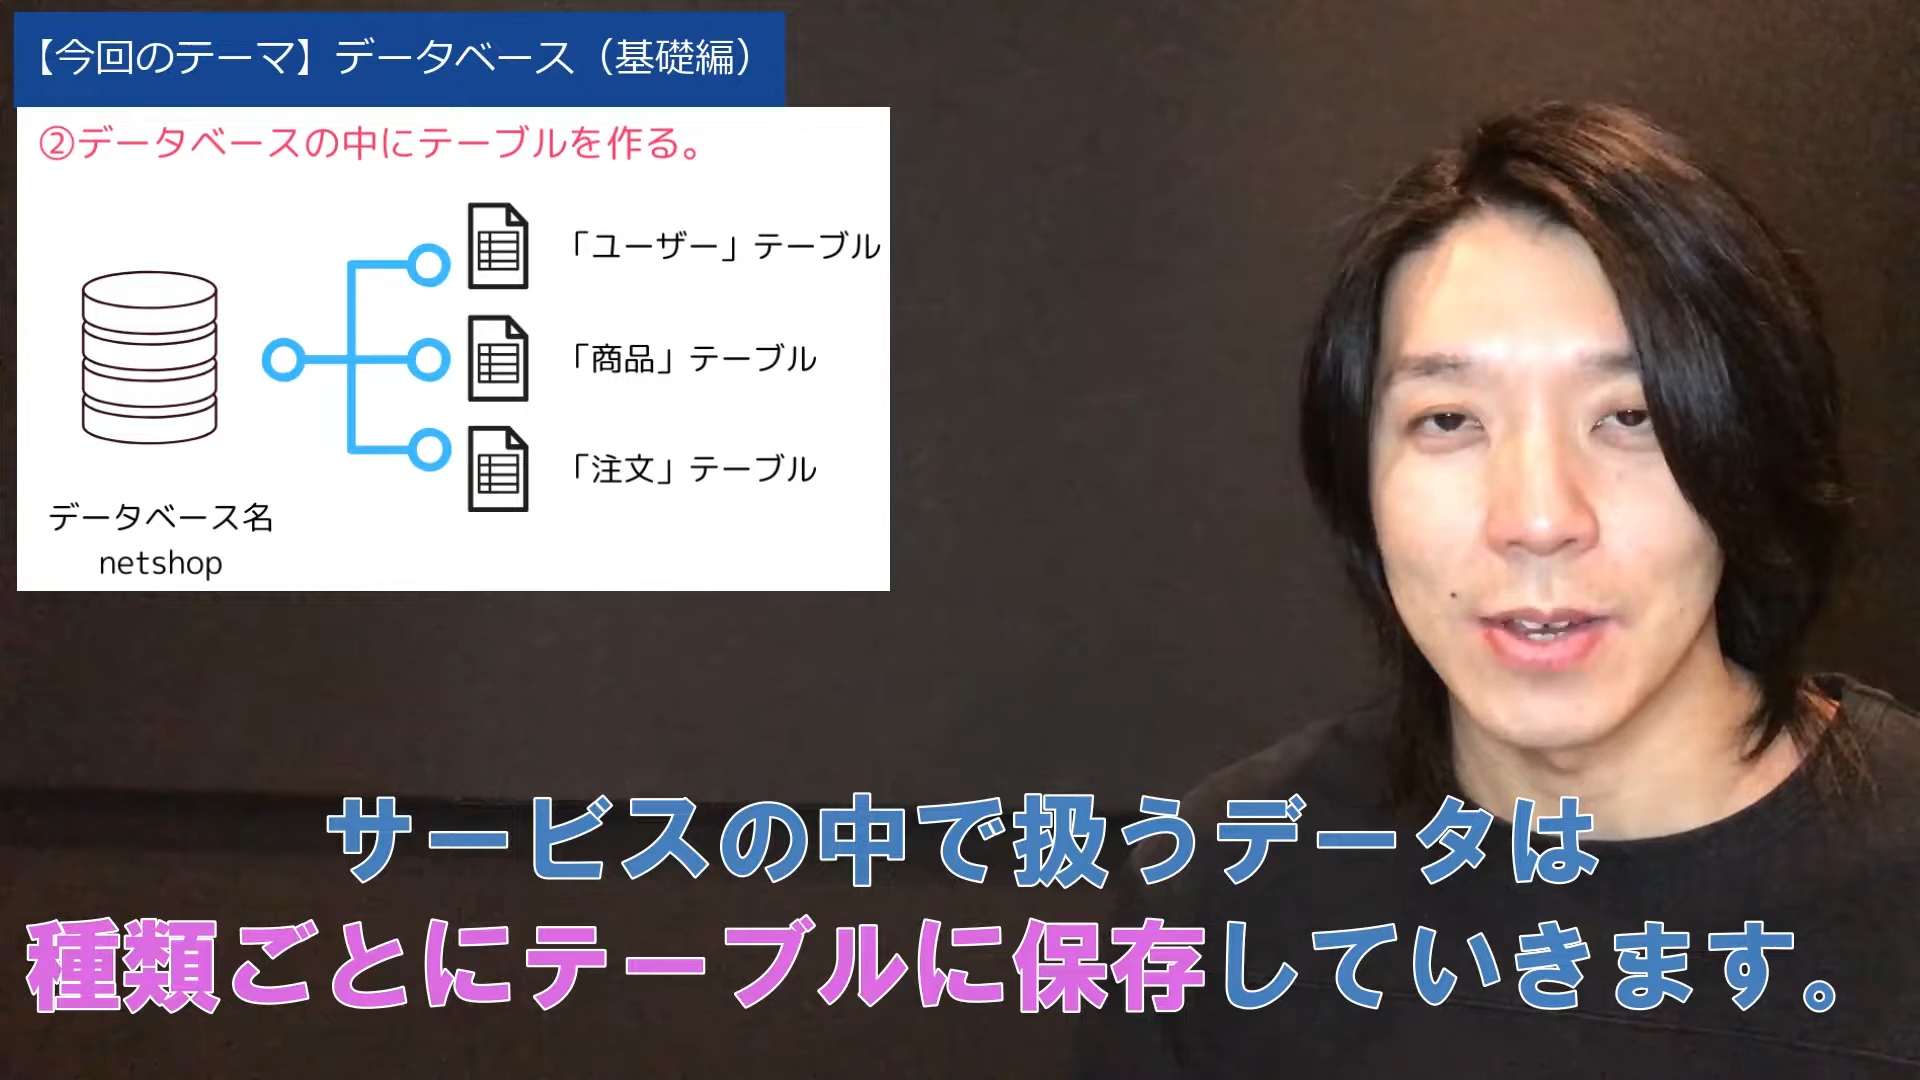 【今回のテーマ】データベース（基礎編）
②データベースの中にテーブルを作る。
「ユーザー」テーブル
「商品」テーブル
「注文」テーブル
データベース名
netshop
サービスの中で扱うデータは
種類ごとにテーブルに保存していきます。